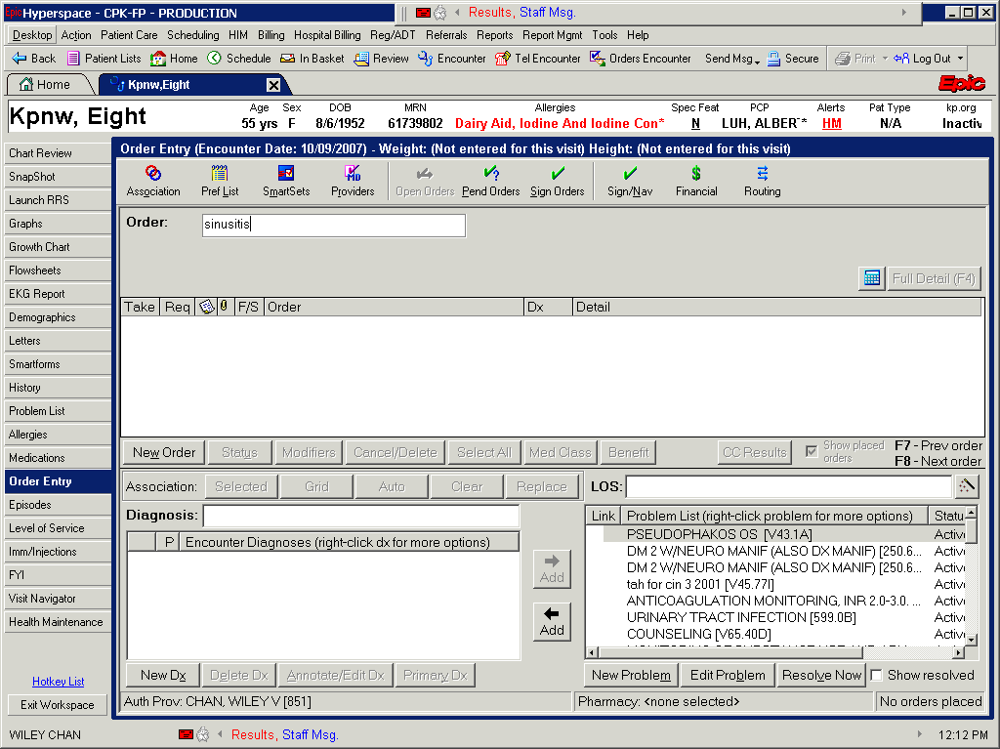 Epic Hyperspace - CPK-FP - PRODUCTION
Results, Staff Msg.
Desktop Action Patient Care Scheduling HIM Billing Hospital Billing Reg/ADT Referrals Reports Report Mgmt Tools Help
Back Patient Lists Home Schedule In Basket Review Encounter Tel Encounter Orders Encounter Send Msg Secure Print Log Out
Home Kpnw,Eight Epic
Age Sex DOB MRN Allergies Spec Feat PCP Alerts Pat Type kp.org
Kpnw, Eight 55 yrs F 8/6/1952 61739802 Dairy Aid, Iodine And Iodine Con* N LUH, ALBER* HM N/A Inactiv
Chart Review
SnapShot
Launch RRS
Graphs
Growth Chart
Flowsheets
EKG Report
Demographics
Letters
Smartforms
History
Problem List
Allergies
Medications
Order Entry
Episodes
Level of Service
Imm/Injections
FYI
Visit Navigator
Health Maintenance
Hotkey List
Exit Workspace
Order Entry (Encounter Date: 10/09/2007) - Weight: (Not entered for this visit) Height: (Not entered for this visit)
Association Pref List SmartSets Providers Open Orders Pend Orders Sign Orders Sign/Nav Financial Routing
Order: sinusitis
Full Detail (F4)
Take Req F/S Order Dx Detail
New Order Status Modifiers Cancel/Delete Select All Med Class Benefit CC Results Show placed orders F7 - Prev order
F8 - Next order
Association: Selected Grid Auto Clear Replace LOS:
Diagnosis:
P Encounter Diagnoses (right-click dx for more options)
Add
Add
Link Problem List (right-click problem for more options) Statu
PSEUDOPHAKOS OS [V43.1A] Active
DM 2 W/NEURO MANIF (ALSO DX MANIF) [250.6... Active
DM 2 W/NEURO MANIF (ALSO DX MANIF) [250.6... Active
tah for cin 3 2001 [V45.77I] Active
ANTICOAGULATION MONITORING, INR 2.0-3.0. ... Active
URINARY TRACT INFECTION [599.0B] Active
COUNSELING [V65.40D] Active
New Dx Delete Dx Annotate/Edit Dx Primary Dx New Problem Edit Problem Resolve Now Show resolved
Auth Prov: CHAN, WILEY V [851] Pharmacy: <none selected> No orders placed
WILEY CHAN Results, Staff Msg. 12:12 PM